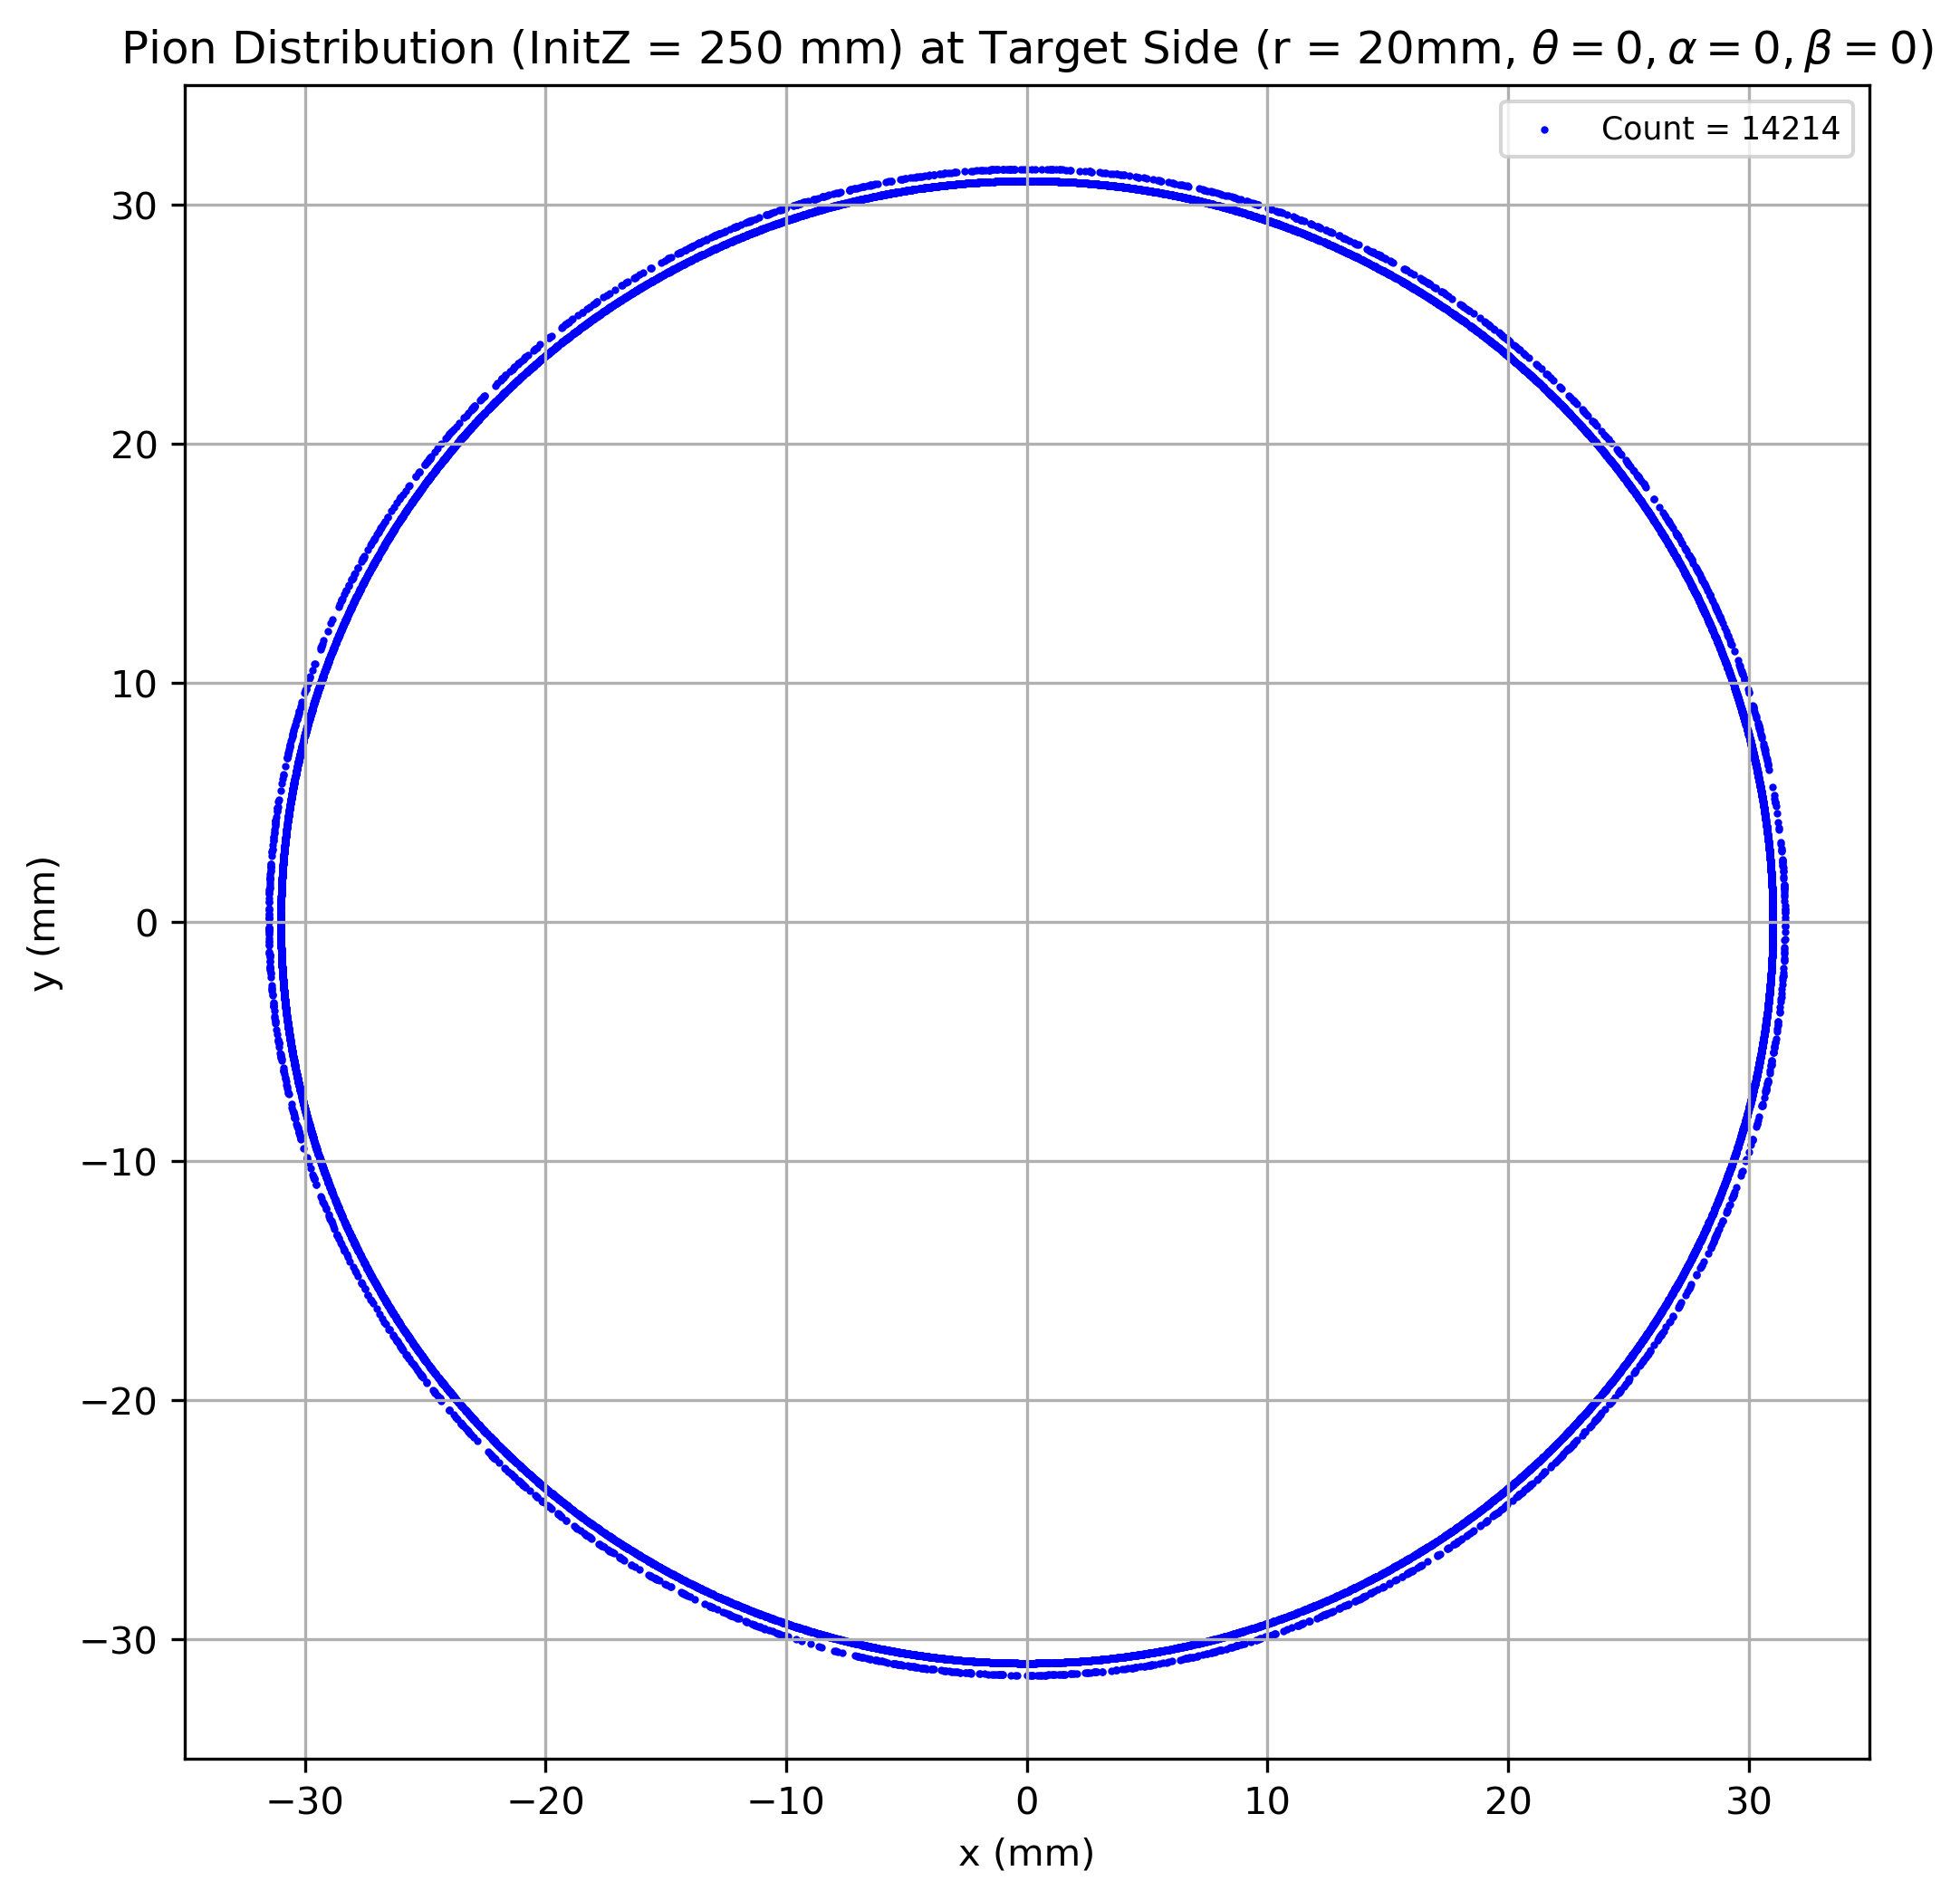 Pion Distribution (InitZ = 250 mm) at Target Side (r = 20mm, θ = 0, α = 0, β = 0)
Count = 14214
30
20
10
0
−10
−20
−30
y (mm)
−30 −20 −10 0 10 20 30
x (mm)